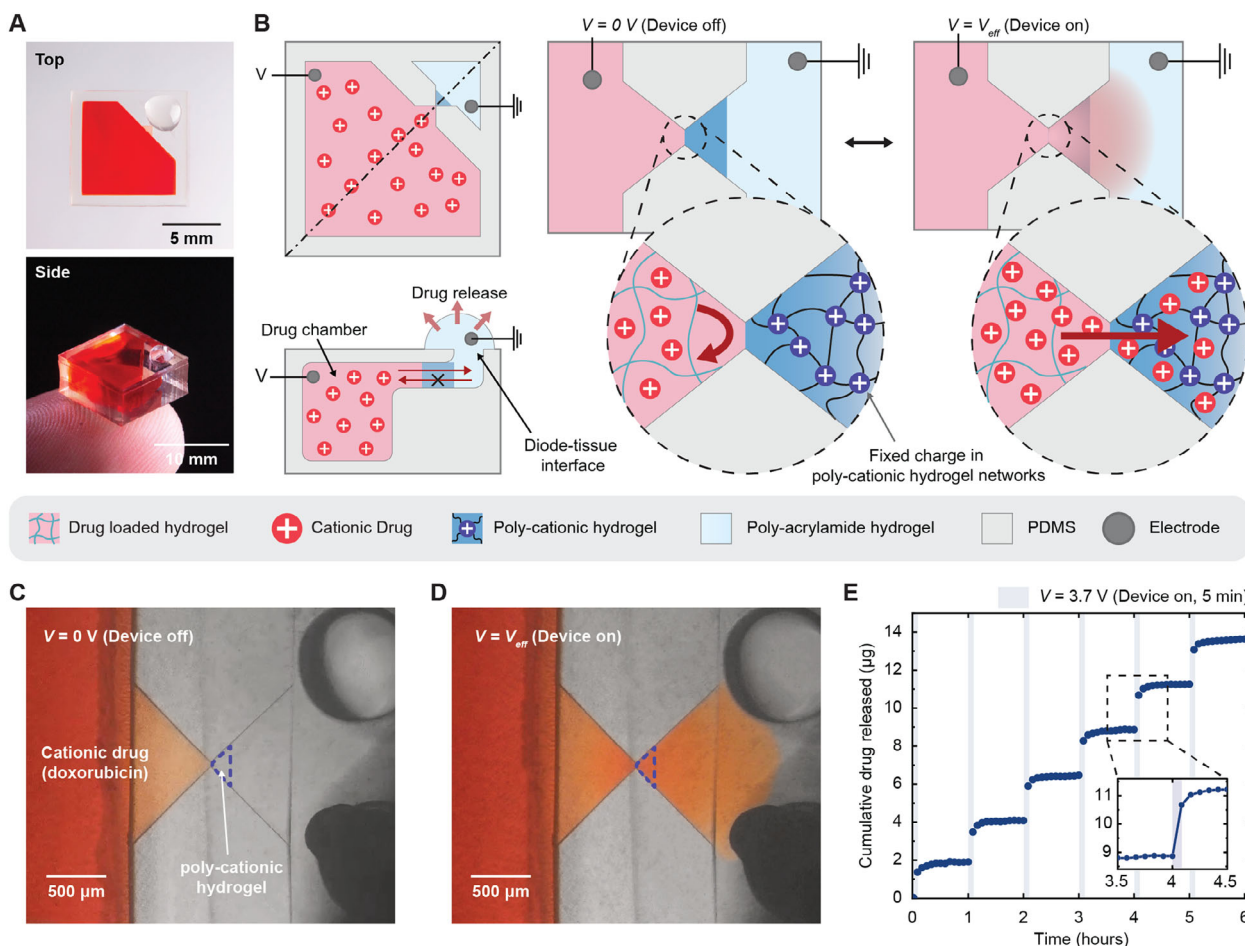 A
Top
5 mm
Side
10 mm
B
V
V = 0 V (Device off)
V = Veff (Device on)
Drug release
Drug chamber
V
Diode-tissue
interface
Fixed charge in
poly-cationic hydrogel networks
Drug loaded hydrogel
Cationic Drug
Poly-cationic hydrogel
Poly-acrylamide hydrogel
PDMS
Electrode
C
V = 0 V (Device off)
Cationic drug
(doxorubicin)
poly-cationic
hydrogel
500 µm
D
V = Veff (Device on)
500 µm
E
V = 3.7 V (Device on, 5 min)
Cumulative drug released (µg)
14
12
10
8
6
4
2
0
11
10
9
3.5
4
4.5
0
1
2
3
4
5
6
Time (hours)